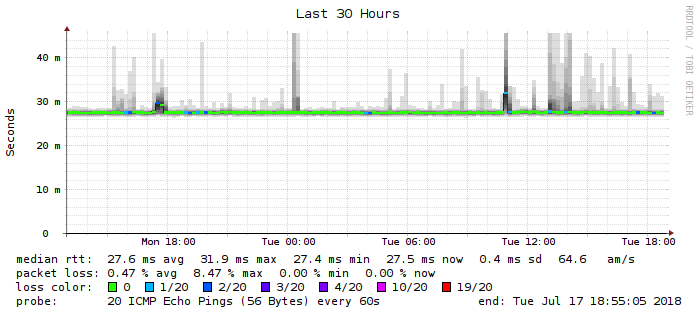 Last 30 Hours
RRDTOOL / TOBI OETIKER
Seconds
40 m
30 m
20 m
10 m
0
Mon 18:00 Tue 00:00 Tue 06:00 Tue 12:00 Tue 18:00
median rtt: 27.6 ms avg 31.9 ms max 27.4 ms min 27.5 ms now 0.4 ms sd 64.6 am/s
packet loss: 0.47 % avg 8.47 % max 0.00 % min 0.00 % now
loss color: 0 1/20 2/20 3/20 4/20 10/20 19/20
probe: 20 ICMP Echo Pings (56 Bytes) every 60s end: Tue Jul 17 18:55:05 2018